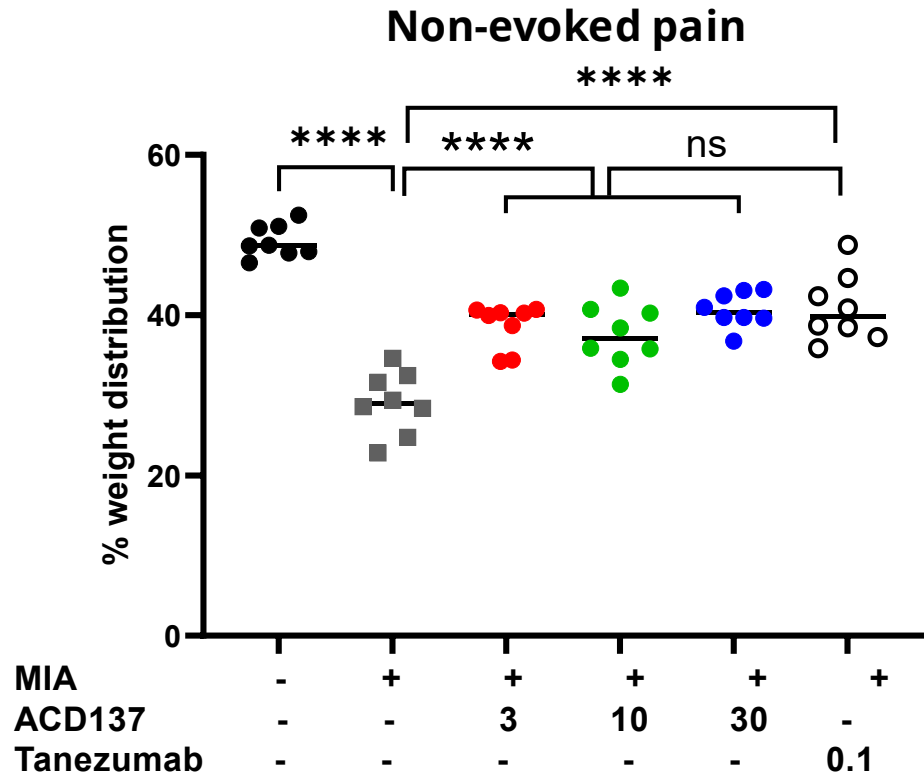 Non-evoked pain
****
**** **** ns
60
40
20
0
% weight distribution
MIA - + + + + +
ACD137 - - 3 10 30 -
Tanezumab - - - - - 0.1